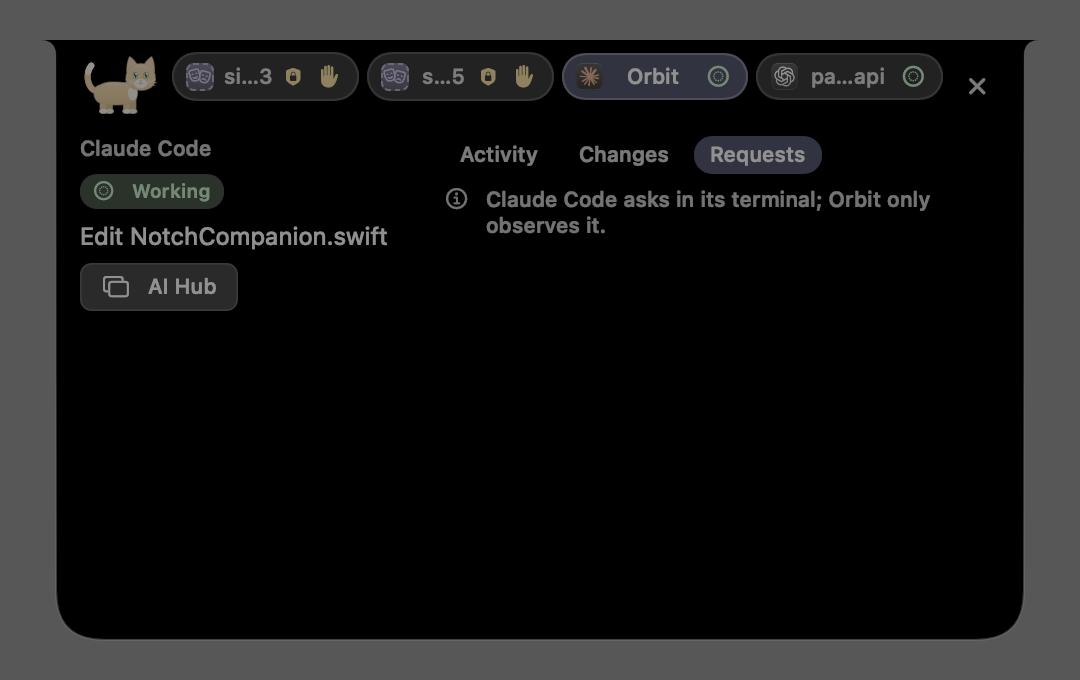 si...3
s...5
Orbit
pa...api
Claude Code
Working
Edit NotchCompanion.swift
AI Hub
Activity
Changes
Requests
Claude Code asks in its terminal; Orbit only
observes it.